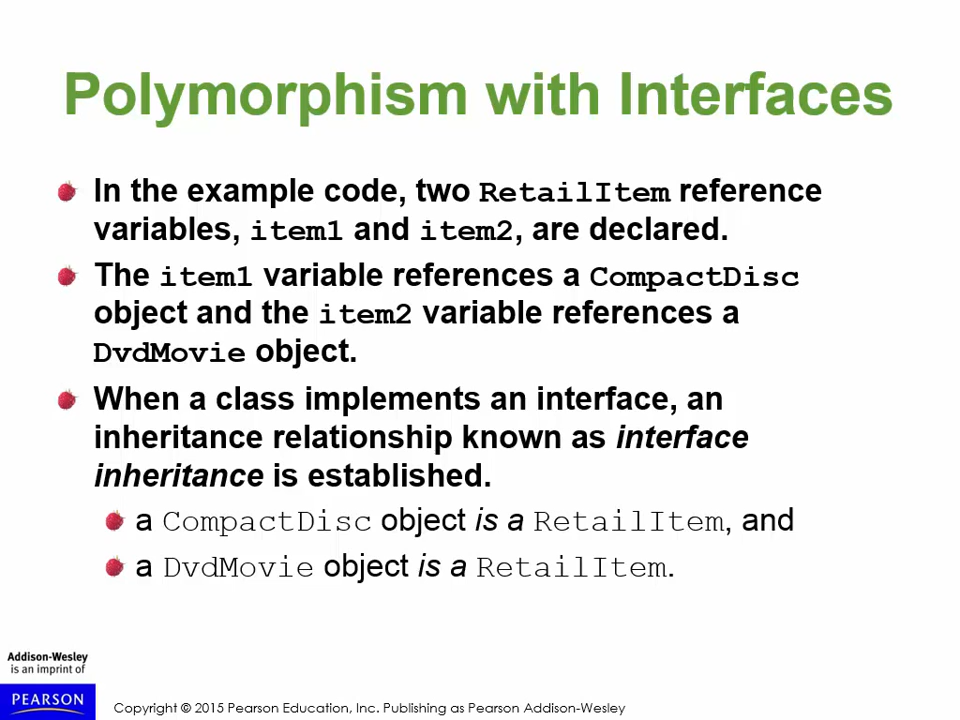 Polymorphism with Interfaces
In the example code, two RetailItem reference
variables, item1 and item2, are declared.
The item1 variable references a CompactDisc
object and the item2 variable references a
DvdMovie object.
When a class implements an interface, an
inheritance relationship known as interface
inheritance is established.
a CompactDisc object is a RetailItem, and
a DvdMovie object is a RetailItem.
Addison-Wesley
is an imprint of
PEARSON
Copyright © 2015 Pearson Education, Inc. Publishing as Pearson Addison-Wesley